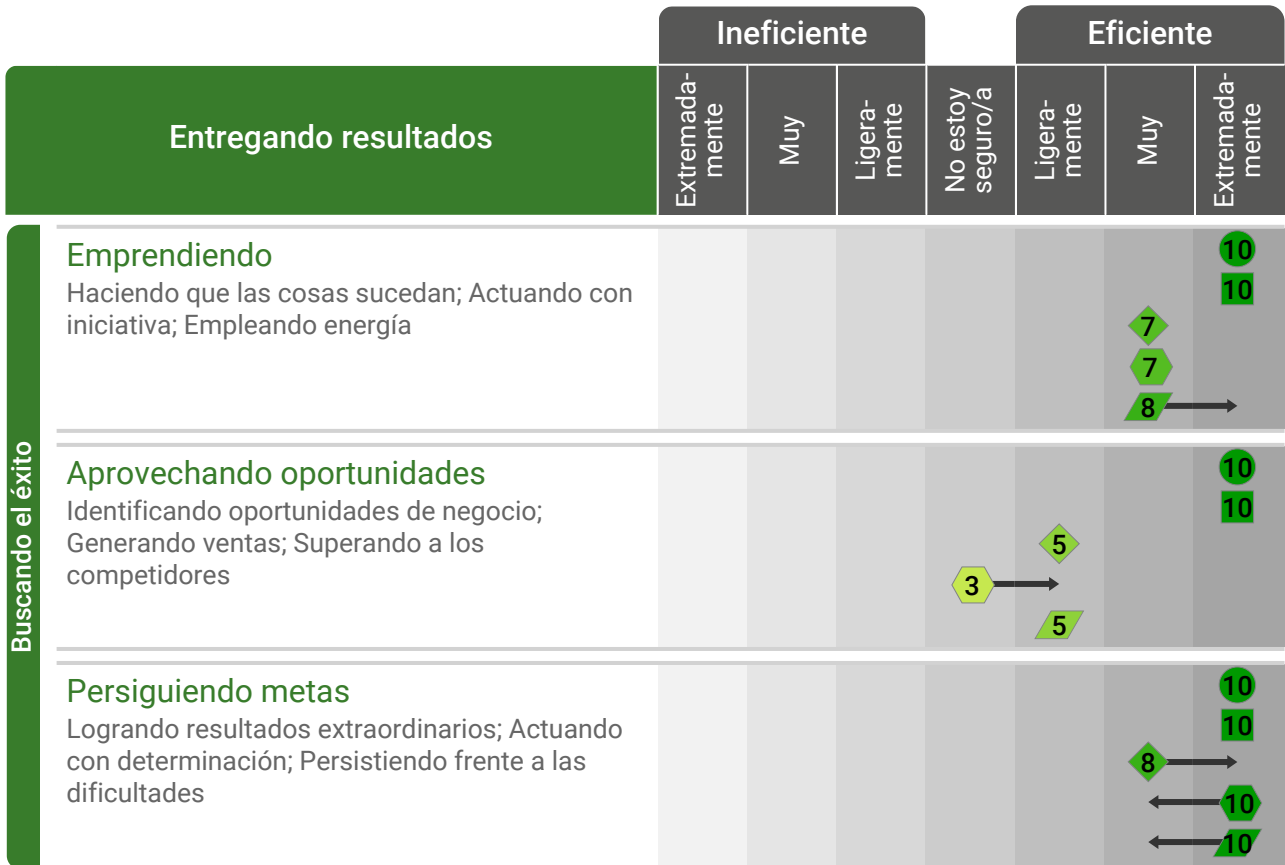 Ineficiente
Eficiente
Entregando resultados
Extremada-
mente
Muy
Ligera-
mente
No estoy
seguro/a
Ligera-
mente
Muy
Extremada-
mente
Buscando el éxito
Emprendiendo
Haciendo que las cosas sucedan; Actuando con
iniciativa; Empleando energía
10
10
7
7
8
Aprovechando oportunidades
Identificando oportunidades de negocio;
Generando ventas; Superando a los
competidores
10
10
5
3
5
Persiguiendo metas
Logrando resultados extraordinarios; Actuando
con determinación; Persistiendo frente a las
dificultades
10
10
8
10
10